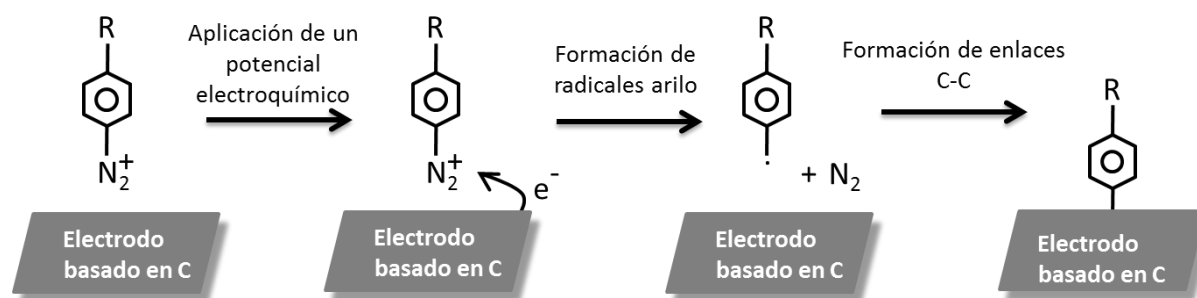 R
N2+
Electrodo
basado en C
Aplicación de un
potencial
electroquímico
R
N2+
e-
Electrodo
basado en C
Formación de
radicales arilo
R
.
+ N2
Electrodo
basado en C
Formación de enlaces
C-C
R
Electrodo
basado en C